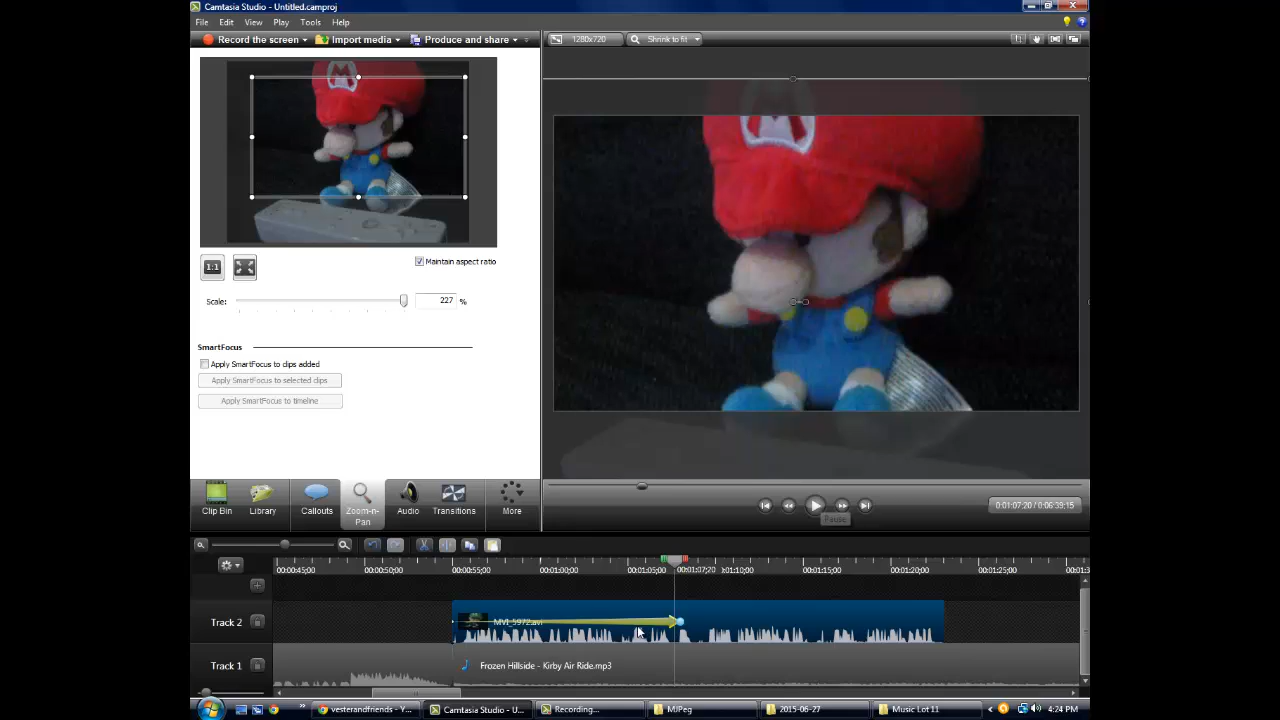 Camtasia Studio - Untitled.camproj
File Edit View Play Tools Help
Record the screen Import media Produce and share 1280x720 Shrink to fit
M
1:1 Maintain aspect ratio
Scale: 227 %
SmartFocus
Apply SmartFocus to clips added
Apply SmartFocus to selected clips
Apply SmartFocus to timeline
Clip Bin Library Callouts Zoom-n-Pan Audio Transitions More
0:01:07;20 / 0:06:39;15
Pause
00:00:45;00 00:00:50;00 00:00:55;00 00:01:00;00 00:01:05;00 00:01:07;20 00:01:10;00 00:01:15;00 00:01:20;00 00:01:25;00
Track 2 MVI_5972.avi
Track 1 Frozen Hillside - Kirby Air Ride.mp3
vesterandfriends - Y... Camtasia Studio - U... Recording... MJPeg 2015-06-27 Music Lot 11 4:24 PM